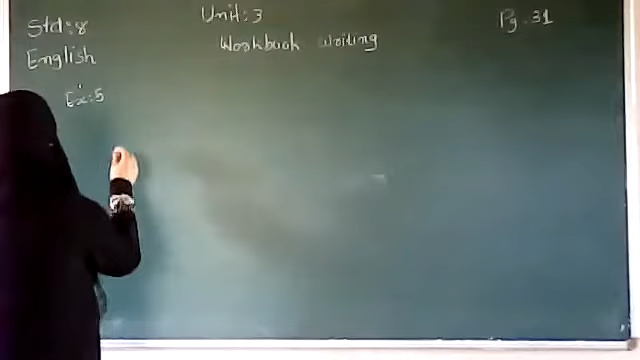 Std:8
Unit:3
Pg.31
English
Workbook writing
Ex:5